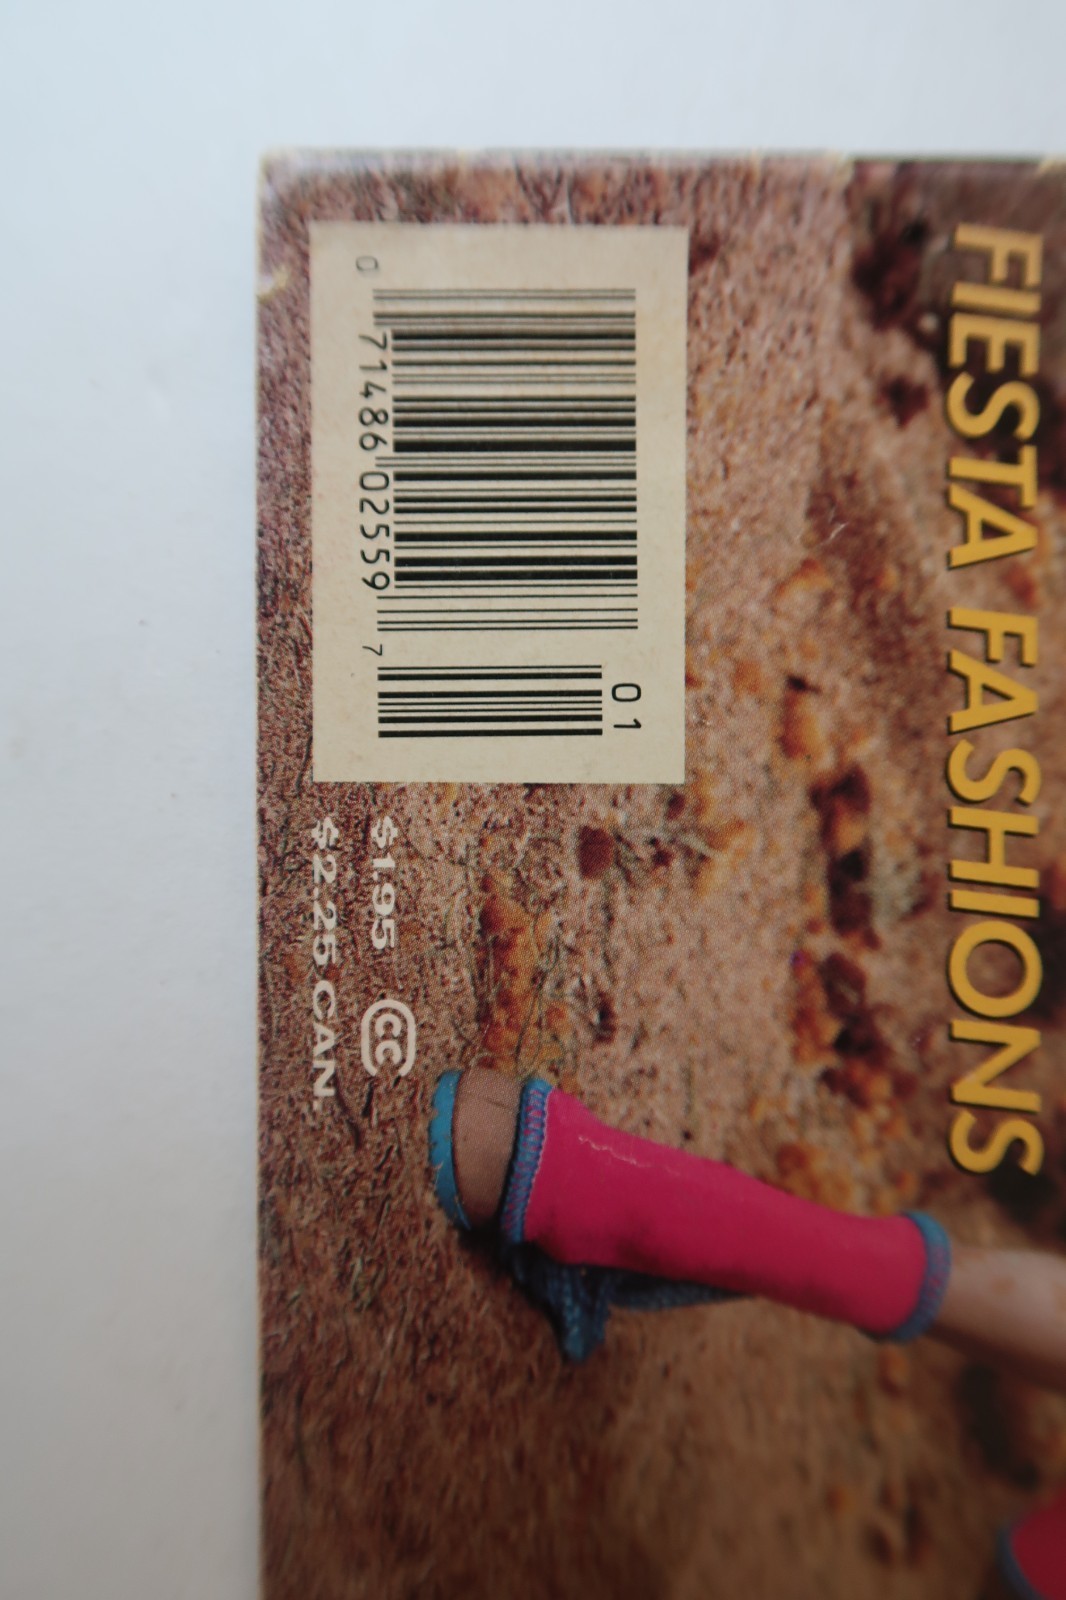 FIESTA FASHIONS
01
0 71486 02559 7
$1.95 CC
$2.25 CAN.